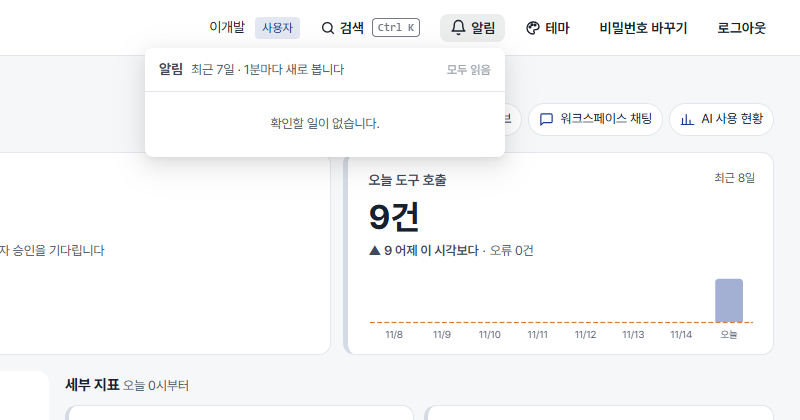 이개발 사용자 검색 Ctrl K 알림 테마 비밀번호 바꾸기 로그아웃
알림 최근 7일 · 1분마다 새로 봅니다 모두 읽음
확인할 일이 없습니다.
워크스페이스 채팅 AI 사용 현황
오늘 도구 호출 최근 8일
9건
자 승인을 기다립니다
▲ 9 어제 이 시각보다 · 오류 0건
11/8 11/9 11/10 11/11 11/12 11/13 11/14 오늘
세부 지표 오늘 0시부터